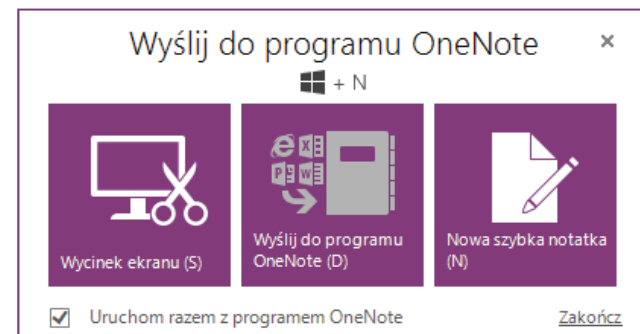 Wyślij do programu OneNote ×
+ N
Wycinek ekranu (S)
Wyślij do programu
OneNote (D)
Nowa szybka notatka
(N)
Uruchom razem z programem OneNote
Zakończ